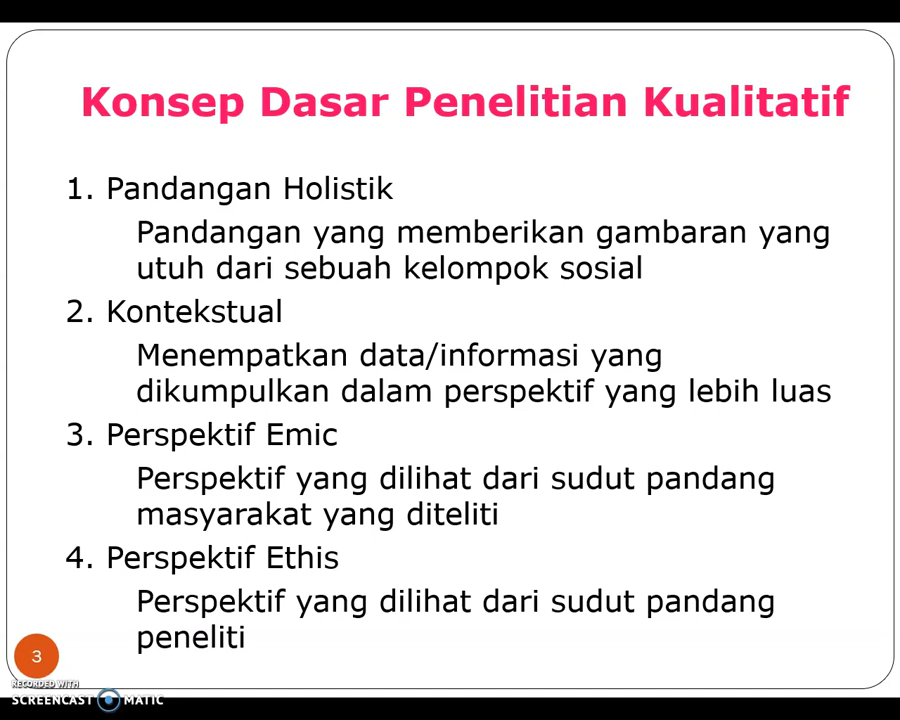 Konsep Dasar Penelitian Kualitatif
1. Pandangan Holistik
Pandangan yang memberikan gambaran yang
utuh dari sebuah kelompok sosial
2. Kontekstual
Menempatkan data/informasi yang
dikumpulkan dalam perspektif yang lebih luas
3. Perspektif Emic
Perspektif yang dilihat dari sudut pandang
masyarakat yang diteliti
4. Perspektif Ethis
Perspektif yang dilihat dari sudut pandang
peneliti
3
RECORDED WITH
SCREENCAST MATIC